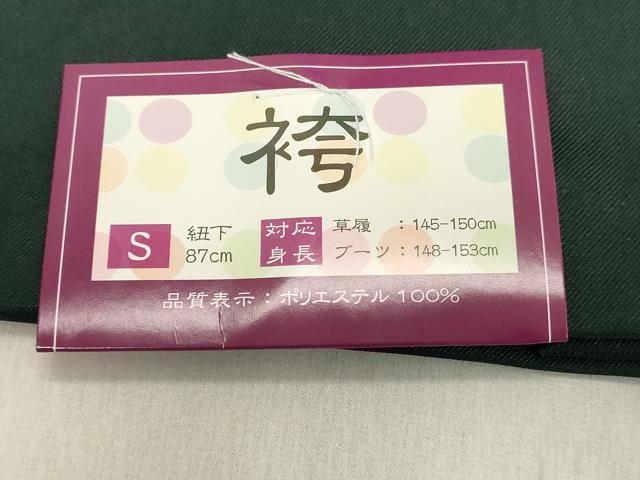 袴
S 紐下 87cm
対応身長 草履 : 145-150cm
ブーツ : 148-153cm
品質表示 : ポリエステル 100%